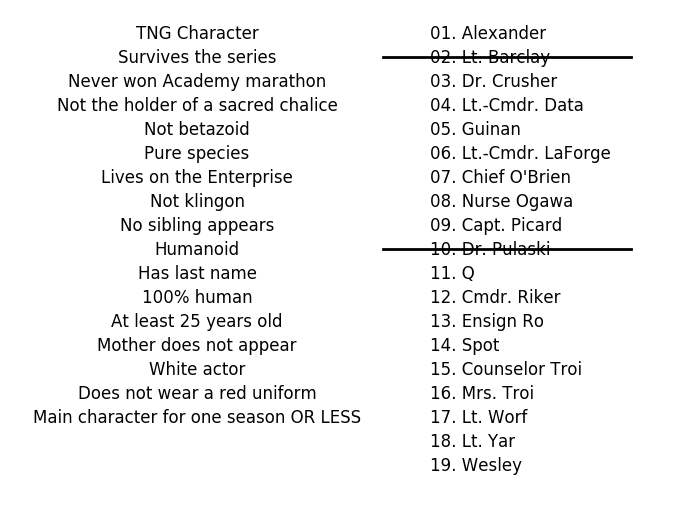 TNG Character
Survives the series
Never won Academy marathon
Not the holder of a sacred chalice
Not betazoid
Pure species
Lives on the Enterprise
Not klingon
No sibling appears
Humanoid
Has last name
100% human
At least 25 years old
Mother does not appear
White actor
Does not wear a red uniform
Main character for one season OR LESS
01. Alexander
02. Lt. Barclay
03. Dr. Crusher
04. Lt.-Cmdr. Data
05. Guinan
06. Lt.-Cmdr. LaForge
07. Chief O'Brien
08. Nurse Ogawa
09. Capt. Picard
10. Dr. Pulaski
11. Q
12. Cmdr. Riker
13. Ensign Ro
14. Spot
15. Counselor Troi
16. Mrs. Troi
17. Lt. Worf
18. Lt. Yar
19. Wesley